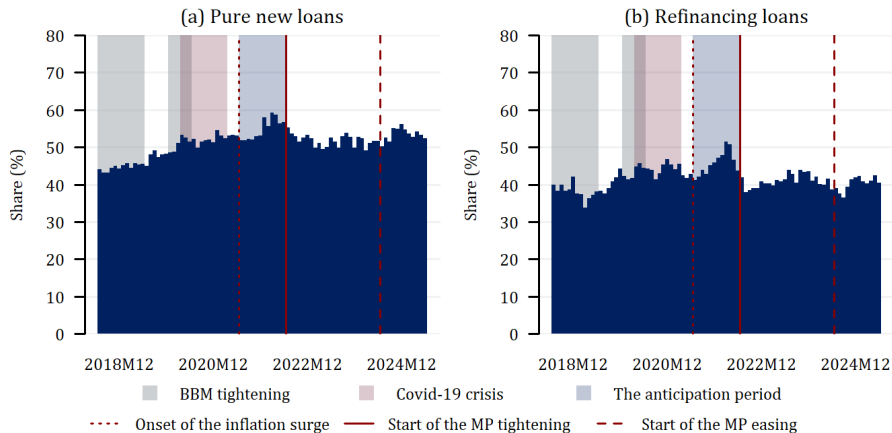 (a) Pure new loans
(b) Refinancing loans
Share (%)
80
70
60
50
40
30
20
10
0
2018M12 2020M12 2022M12 2024M12
Share (%)
80
70
60
50
40
30
20
10
0
2018M12 2020M12 2022M12 2024M12
BBM tightening Covid-19 crisis The anticipation period
Onset of the inflation surge Start of the MP tightening Start of the MP easing